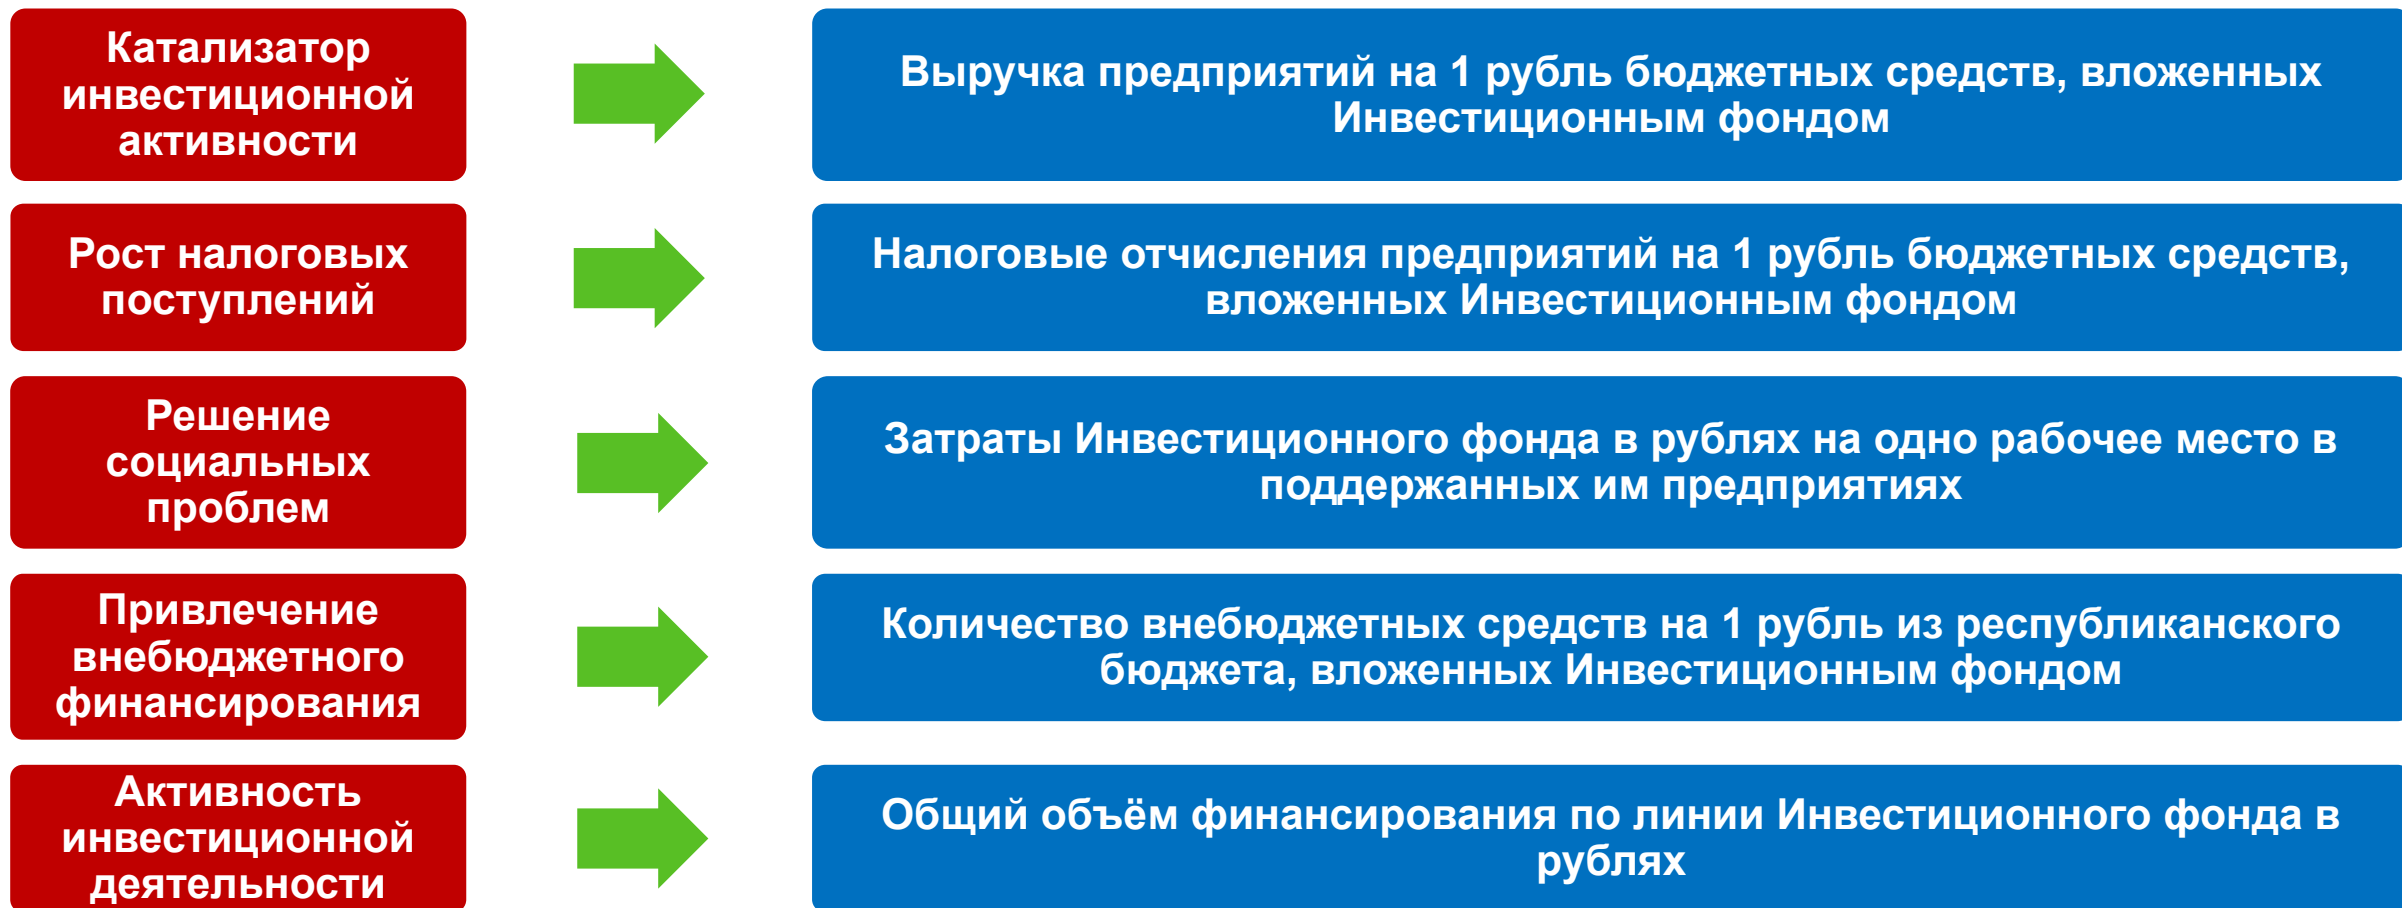 Катализатор
инвестиционной
активности
Выручка предприятий на 1 рубль бюджетных средств, вложенных
Инвестиционным фондом
Рост налоговых
поступлений
Налоговые отчисления предприятий на 1 рубль бюджетных средств,
вложенных Инвестиционным фондом
Решение
социальных
проблем
Затраты Инвестиционного фонда в рублях на одно рабочее место в
поддержанных им предприятиях
Привлечение
внебюджетного
финансирования
Количество внебюджетных средств на 1 рубль из республиканского
бюджета, вложенных Инвестиционным фондом
Активность
инвестиционной
деятельности
Общий объём финансирования по линии Инвестиционного фонда в
рублях